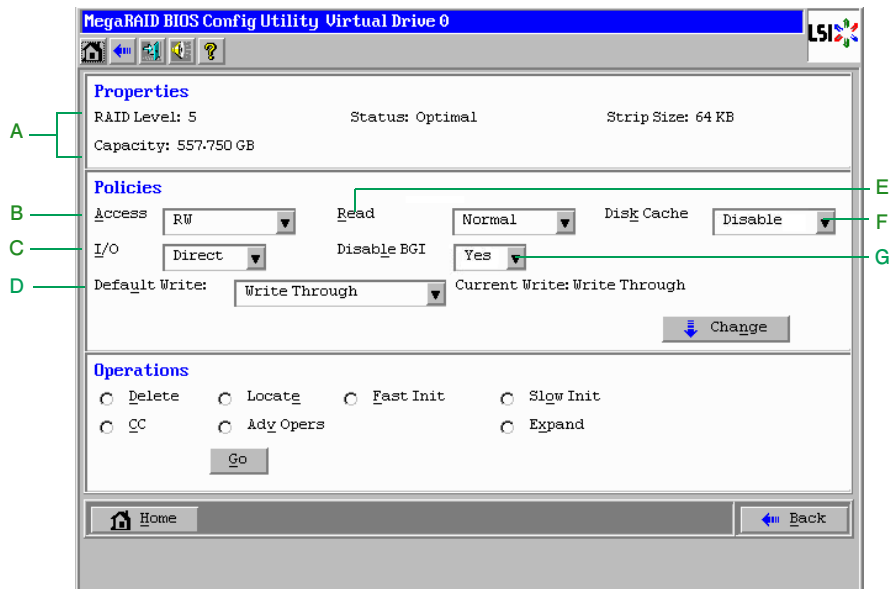 MegaRAID BIOS Config Utility Virtual Drive 0
LSI
Properties
A
RAID Level: 5 Status: Optimal Strip Size: 64 KB
Capacity: 557.750 GB
Policies
E
B Access RW Read Normal Disk Cache Disable F
C I/O Direct Disable BGI Yes G
D Default Write: Write Through Current Write: Write Through
Change
Operations
Delete Locate Fast Init Slow Init
CC Adv Opers Expand
Go
Home Back